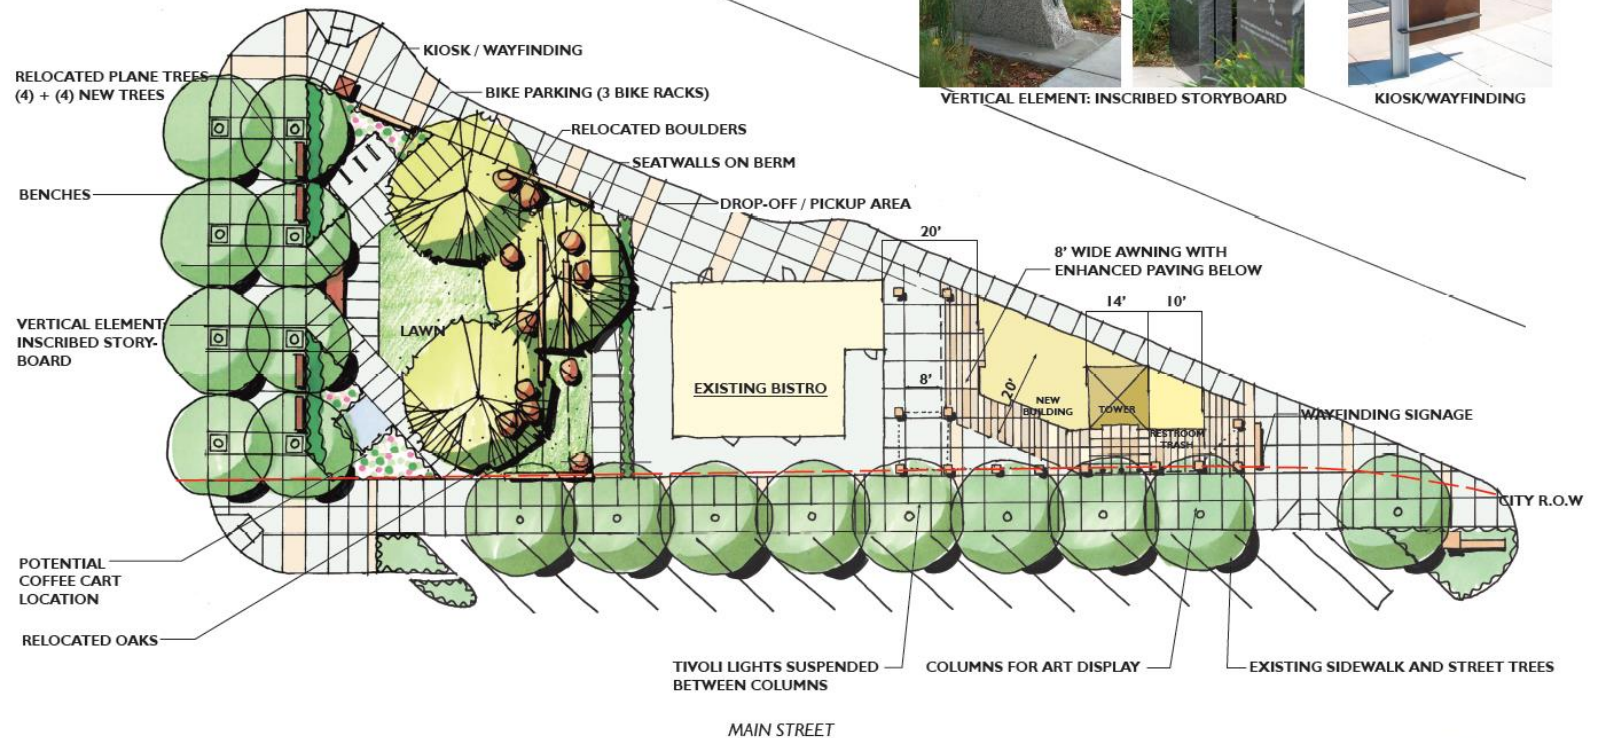 VERTICAL ELEMENT: INSCRIBED STORYBOARD
KIOSK/WAYFINDING
KIOSK / WAYFINDING
RELOCATED PLANE TREES
(4) + (4) NEW TREES
BIKE PARKING (3 BIKE RACKS)
RELOCATED BOULDERS
SEATWALLS ON BERM
BENCHES
DROP-OFF / PICKUP AREA
20'
8' WIDE AWNING WITH
ENHANCED PAVING BELOW
14'
10'
VERTICAL ELEMENT:
INSCRIBED STORY-
BOARD
LAWN
EXISTING BISTRO
8'
20'
NEW
BUILDING
TOWER
WAYFINDING SIGNAGE
RESTROOM
TRASH
CITY R.O.W
POTENTIAL
COFFEE CART
LOCATION
RELOCATED OAKS
TIVOLI LIGHTS SUSPENDED
BETWEEN COLUMNS
COLUMNS FOR ART DISPLAY
EXISTING SIDEWALK AND STREET TREES
MAIN STREET